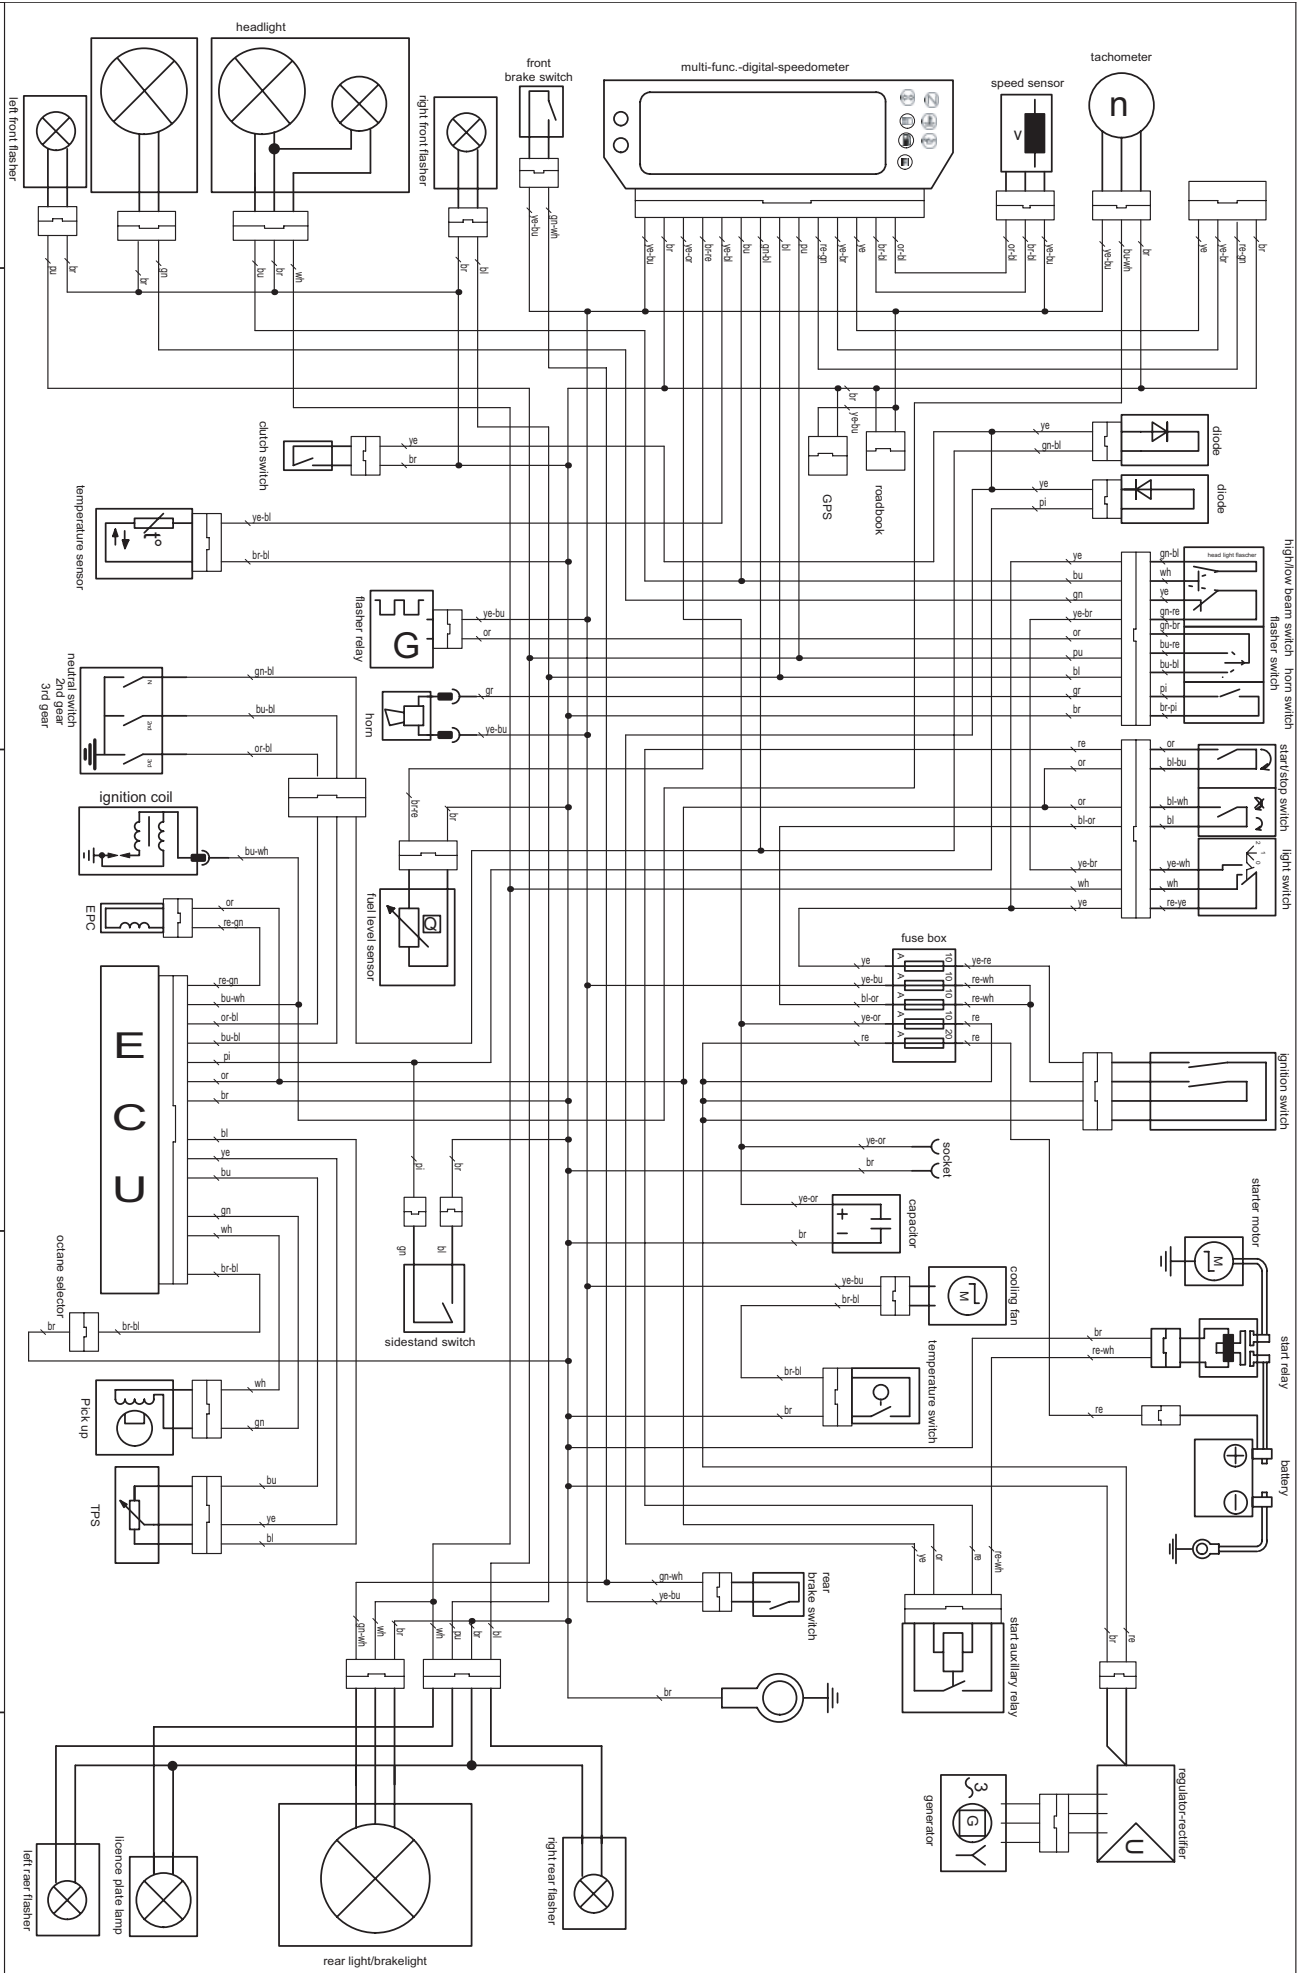 headlight
front
brake switch
multi-func.-digital-speedometer
tachometer
speed sensor
left front flasher
right front flasher
n
v
ye-bu
gn-wh
ye-bu
br
ye-or
br-re
ye-bl
bu
gn-bl
bl
pu
re-gn
ye-br
ye
br-bl
or-bl
or-bl
br-bl
ye-bu
ye-bu
bu-wh
br
ye
ye-br
re-gn
br
pu
br
br
gn
bu
br
wh
br
bl
br
ye-bu
clutch switch
ye
br
GPS
roadbook
ye
gn-bl
diode
ye
pi
diode
temperature sensor
to
ye-bl
br-bl
high/low beam switch
flasher switch
horn switch
head light flascher
ye
bu
gn
ye-br
or
pu
bl
gr
br
gn-bl
wh
ye
gn-re
gn-br
bu-re
bu-bl
pi
br-pi
flasher relay
G
ye-bu
or
neutral switch
2nd gear
3rd gear
N
2nd
3rd
gn-bl
bu-bl
or-bl
horn
gr
ye-bu
start/stop switch
re
or
or
bl-or
or
bl-bu
bl-wh
bl
ignition coil
bu-wh
br-re
br
light switch
2
1
0
ye-br
wh
ye
ye-wh
wh
re-ye
EPC
or
re-gn
fuel level sensor
Q
fuse box
ye
ye-bu
bl-or
ye-or
re
A
A
A
A
A
10
10
10
10
20
ye-re
re-wh
re-wh
re
re
ECU
re-gn
bu-wh
or-bl
bu-bl
pi
or
br
bl
ye
bu
gn
wh
br-bl
ignition switch
pi
br
gn
bl
sidestand switch
ye-or
br
socket
ye-or
br
+
−
capacitor
starter motor
M
octane selector
br
br-bl
ye-bu
br-bl
M
cooling fan
br
re-wh
start relay
br-bl
br
temperature switch
re
battery
+
−
Pick up
wh
gn
TPS
bu
ye
bl
gn-wh
ye-bu
rear
brake switch
ye
or
re
re-wh
start auxillary relay
br
re
gn-wh
wh
br
wh
pu
br
bl
br
regulator-rectifier
U
3
G
generator
left raer flasher
licence plate lamp
right rear flasher
rear light/brakelight